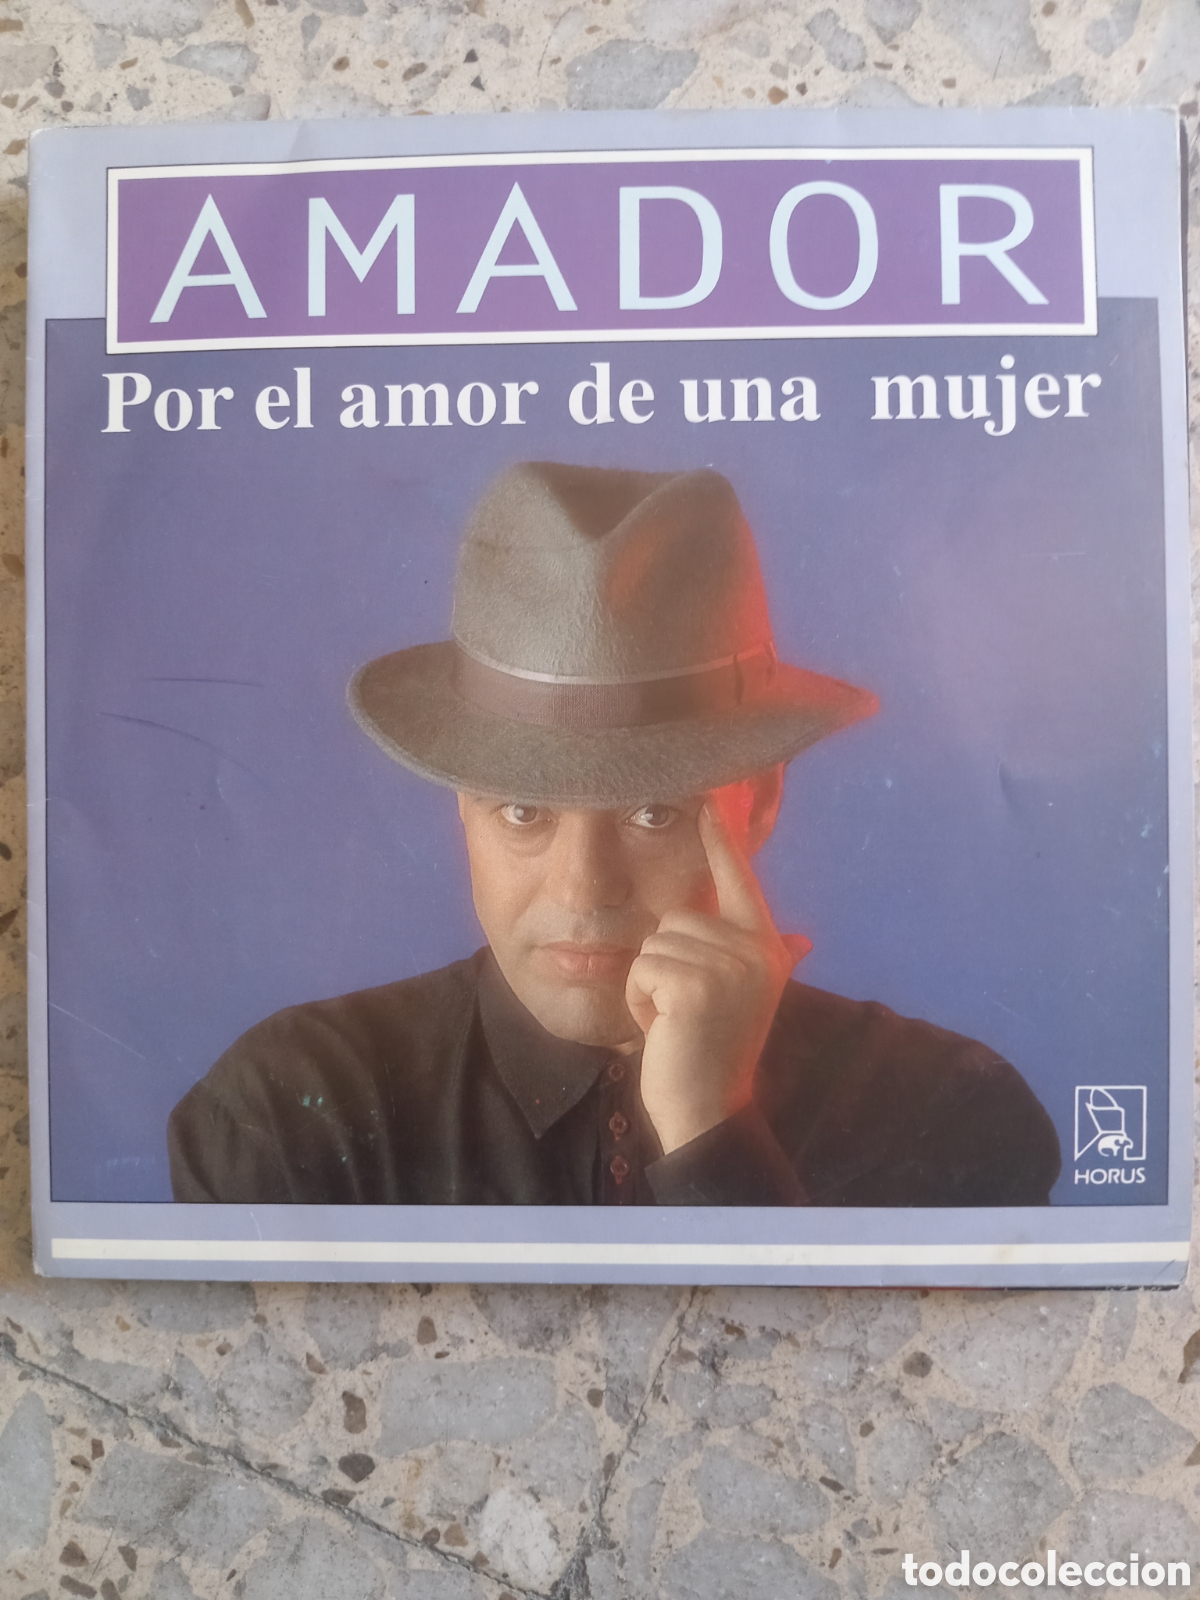 AMADOR
Por el amor de una mujer
HORUS
todocoleccion